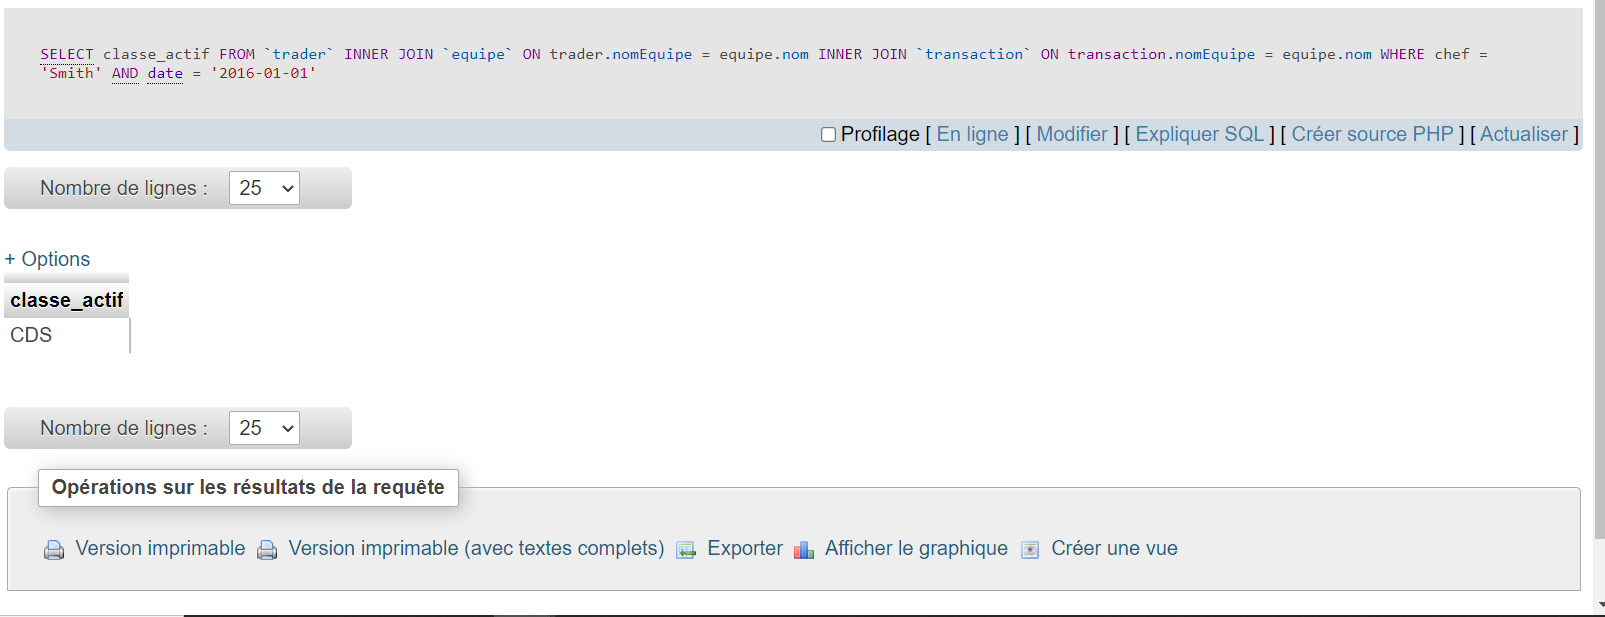 SELECT classe_actif FROM `trader` INNER JOIN `equipe` ON trader.nomEquipe = equipe.nom INNER JOIN `transaction` ON transaction.nomEquipe = equipe.nom WHERE chef =
'Smith' AND date = '2016-01-01'
Profilage [ En ligne ] [ Modifier ] [ Expliquer SQL ] [ Créer source PHP ] [ Actualiser ]
Nombre de lignes : 25
+ Options
classe_actif
CDS
Nombre de lignes : 25
Opérations sur les résultats de la requête
Version imprimable Version imprimable (avec textes complets) Exporter Afficher le graphique Créer une vue